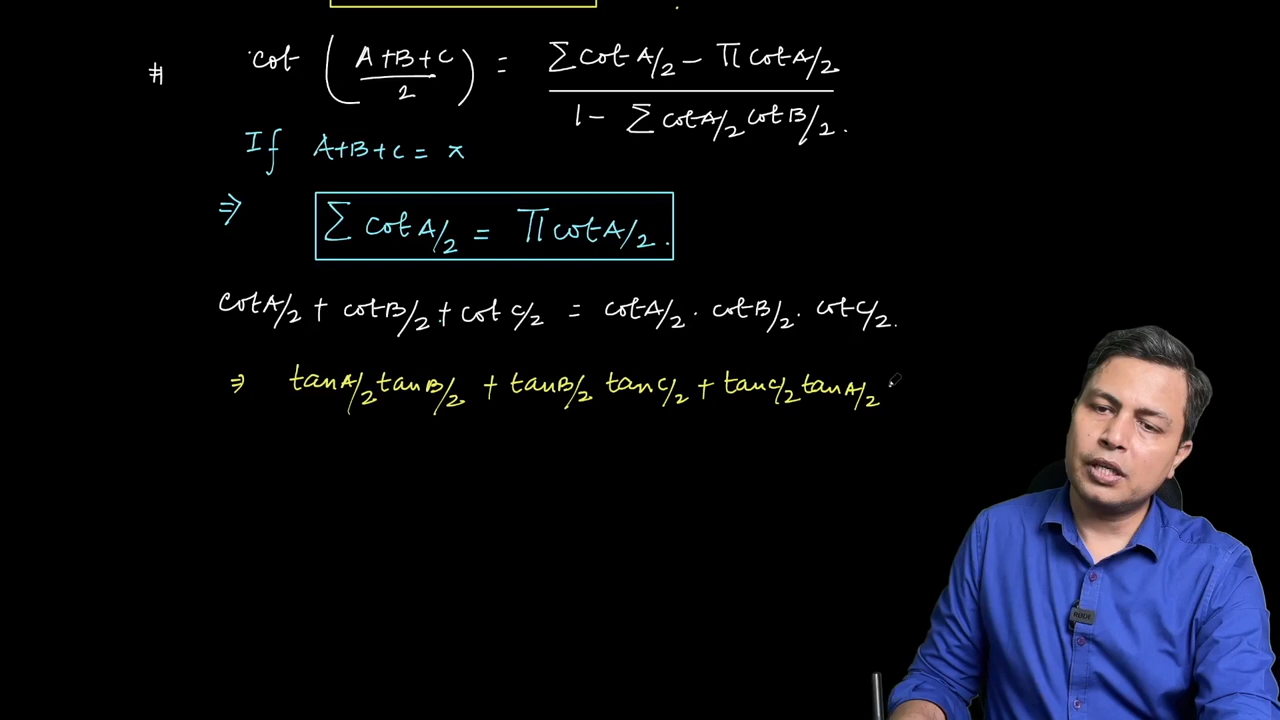 # cot (A+B+C / 2) = ∑cot A/2 − ∏cot A/2 / 1 − ∑ cot A/2 cot B/2.
If A+B+C = π
⇒ ∑ cot A/2 = ∏ cot A/2.
cot A/2 + cot B/2 + cot C/2 = cot A/2 · cot B/2 · cot C/2.
⇒ tan A/2 tan B/2 + tan B/2 tan C/2 + tan C/2 tan A/2
RODE